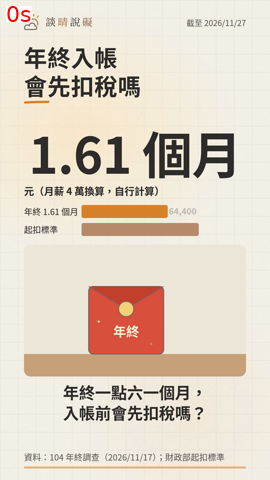 0s
談晴說礙
截至 2026/11/27
年終入帳
會先扣稅嗎
1.61 個月
元（月薪 4 萬換算，自行計算）
年終 1.61 個月
64,400
起扣標準
年終
年終一點六一個月，
入帳前會先扣稅嗎？
資料：104 年終調查（2026/11/17）；財政部起扣標準